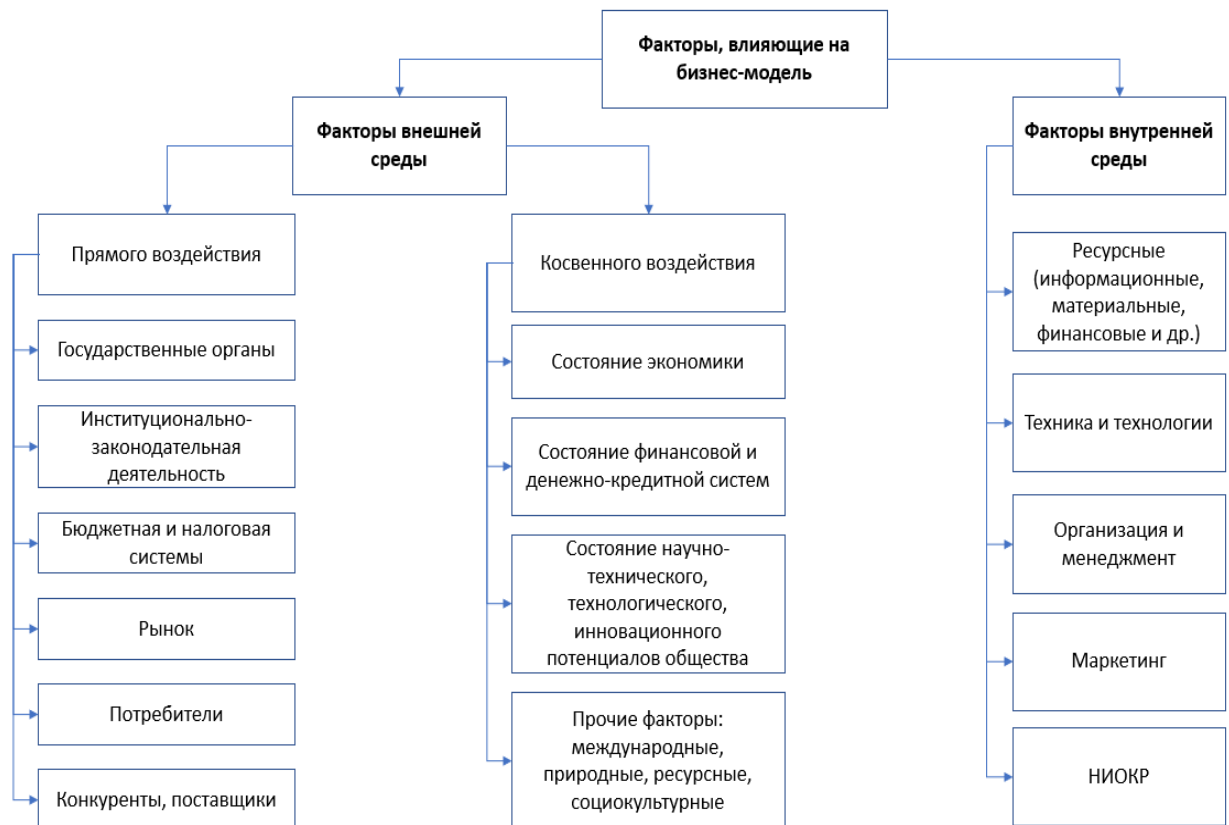 Факторы, влияющие на
бизнес-модель
Факторы внешней
среды
Факторы внутренней
среды
Прямого воздействия
Государственные органы
Институционально-
законодательная
деятельность
Бюджетная и налоговая
системы
Рынок
Потребители
Конкуренты, поставщики
Косвенного воздействия
Состояние экономики
Состояние финансовой и
денежно-кредитной систем
Состояние научно-
технического,
технологического,
инновационного
потенциалов общества
Прочие факторы:
международные,
природные, ресурсные,
социокультурные
Ресурсные
(информационные,
материальные,
финансовые и др.)
Техника и технологии
Организация и
менеджмент
Маркетинг
НИОКР